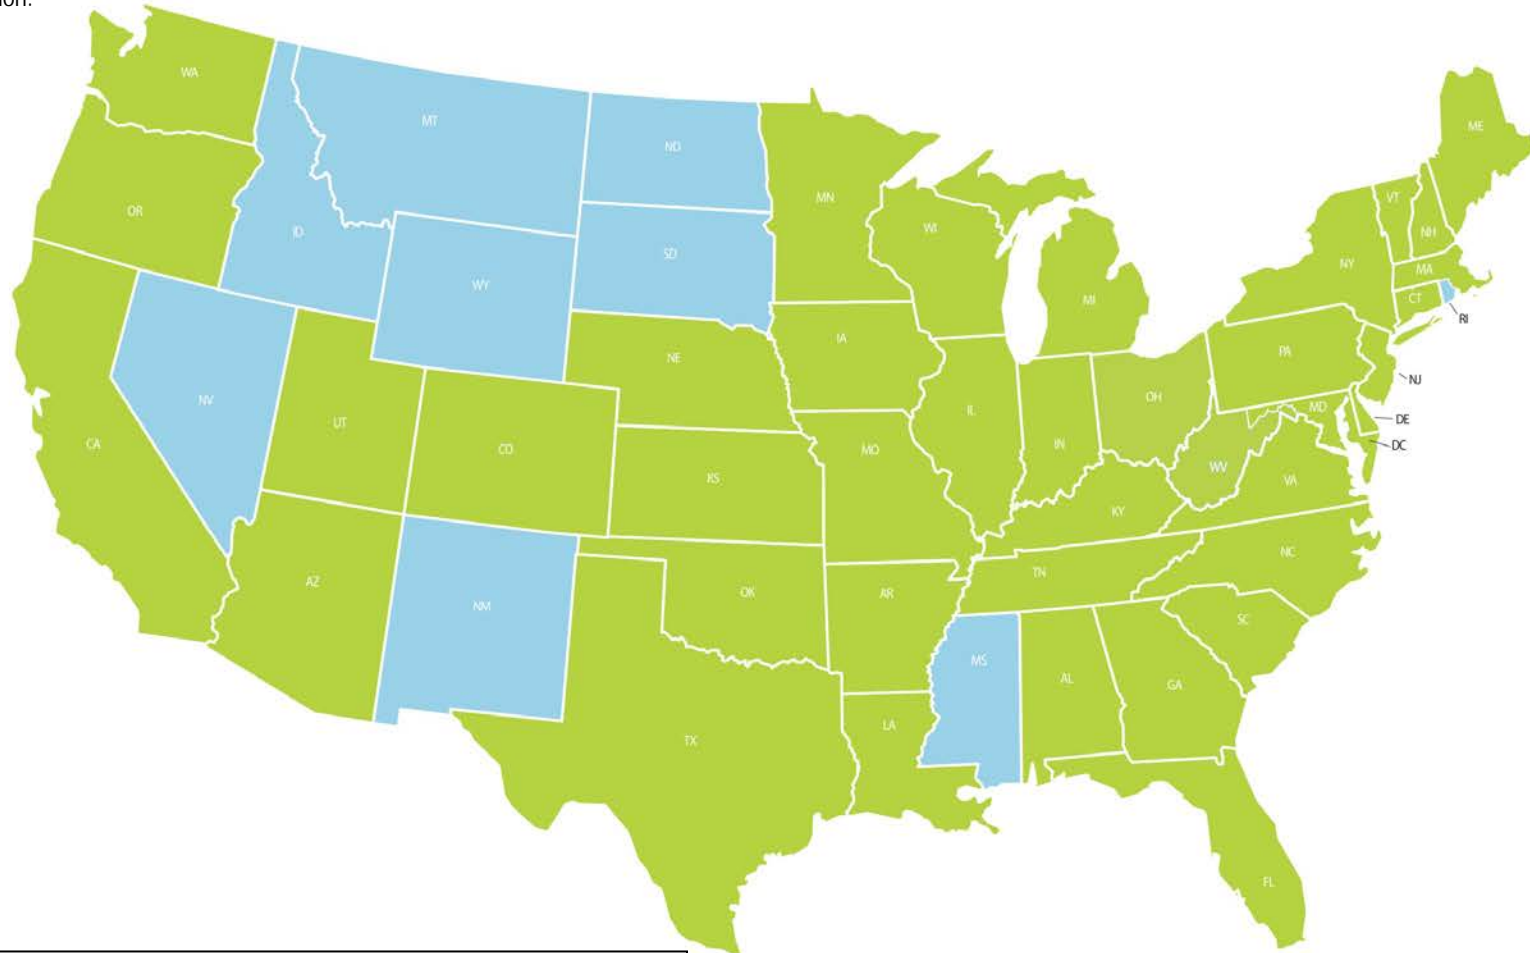 ion.
WA
MT
ND
ME
OR
MN
VT
ID
WI
NH
SD
NY
MA
WY
MI
CT
RI
IA
PA
NE
NJ
NV
OH
MD
IL
UT
DE
CA
IN
DC
CO
MO
WV
KS
VA
KY
NC
TN
AZ
OK
AR
NM
SC
MS
AL
GA
LA
TX
FL